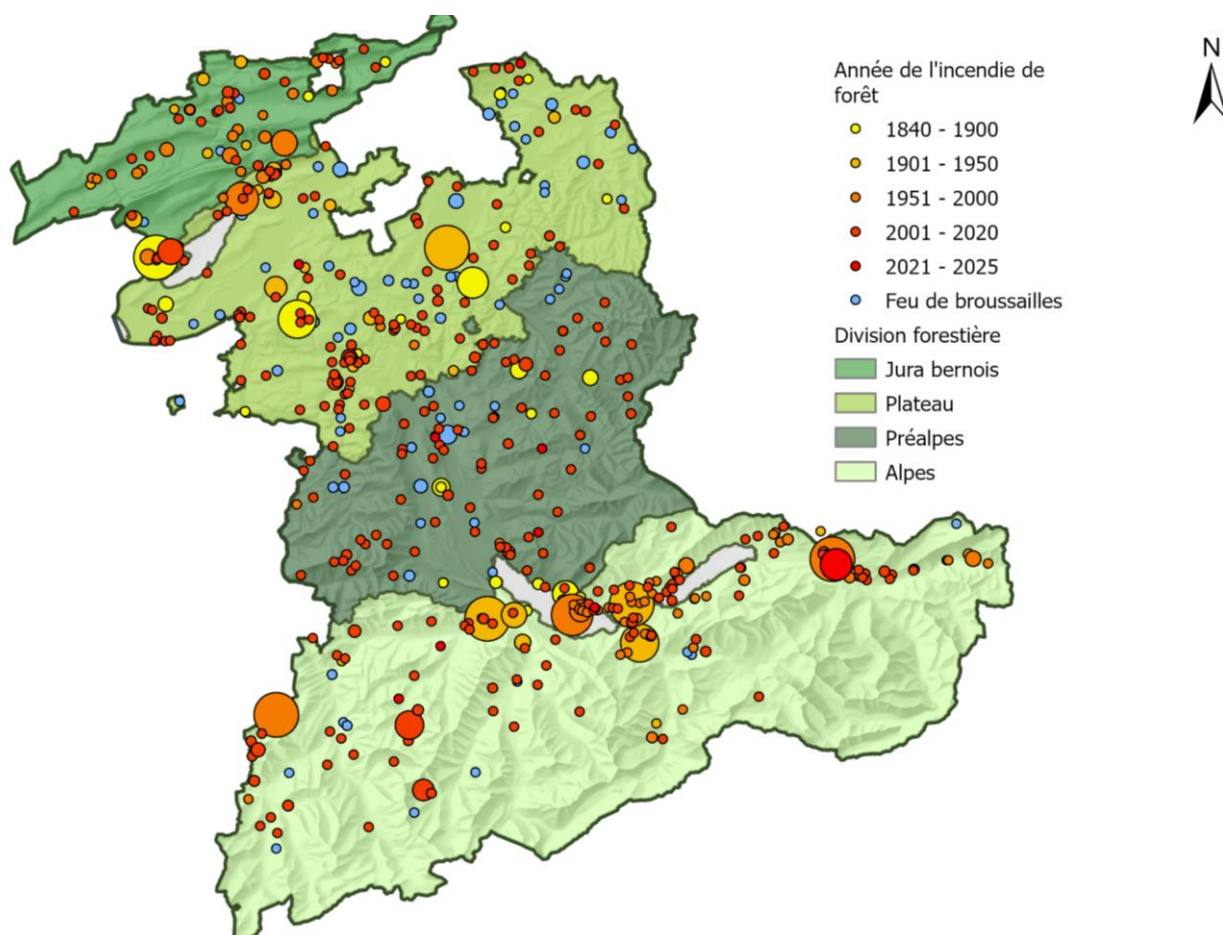 N
Année de l'incendie de
forêt
1840 - 1900
1901 - 1950
1951 - 2000
2001 - 2020
2021 - 2025
Feu de broussailles
Division forestière
Jura bernois
Plateau
Préalpes
Alpes